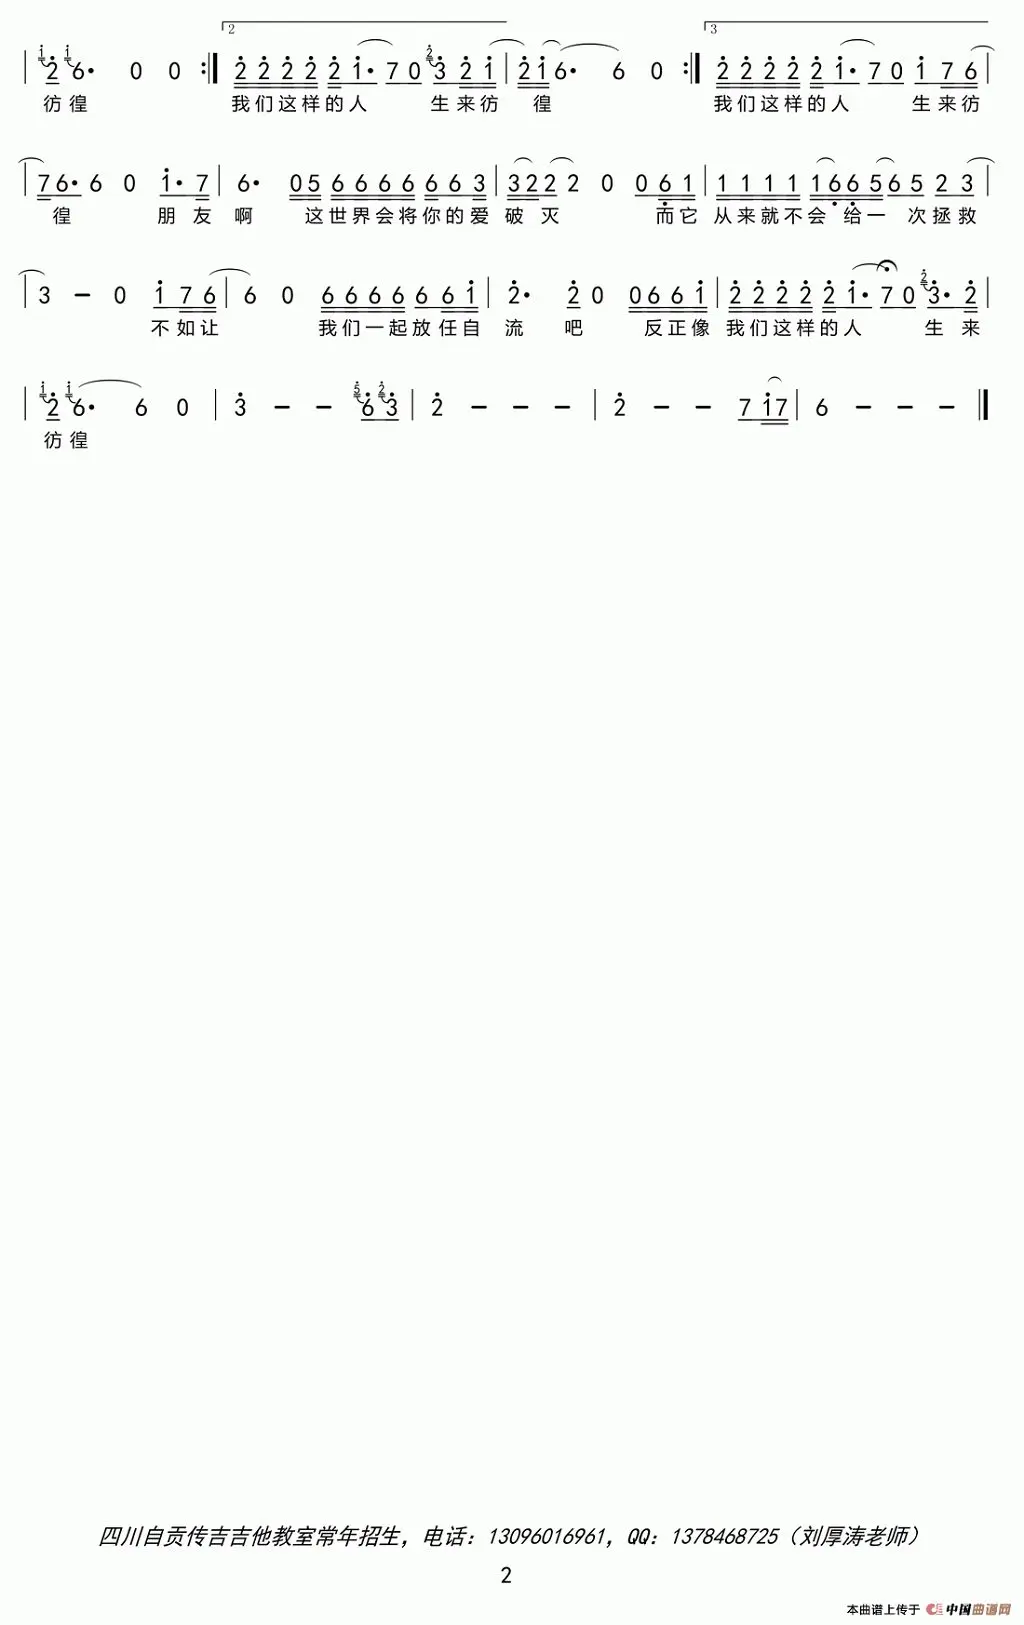 2 3
2 6· 0 0 :‖ 2 2 2 2 2 1· 7 0 3 2 1 | 2 1 6· 6 0 :‖ 2 2 2 2 2 1· 7 0 1 7 6 |
彷徨 我们这样的人 生来彷 徨 我们这样的人 生来彷
| 7 6· 6 0 1· 7 | 6· 0 5 6 6 6 6 6 6 3 | 3 2 2 2 0 0 6 1 | 1 1 1 1 1 6 6 5 6 5 2 3 |
徨 朋友 啊 这世界会将你的爱 破灭 而它 从来就不会 给一 次拯救
3 - 0 1 7 6 | 6 0 6 6 6 6 6 6 1 | 2· 2 0 0 6 6 1 | 2 2 2 2 2 1· 7 0 3· 2 |
不如让 我们一起放任自 流 吧 反正像 我们这样的人 生 来
| 2 6· 6 0 | 3 - - 6 3 | 2 - - - | 2 - - 7 1 7 | 6 - - - ‖
彷徨
四川自贡传吉吉他教室常年招生，电话：13096016961，QQ：1378468725（刘厚涛老师）
2
本曲谱上传于 中国曲谱网